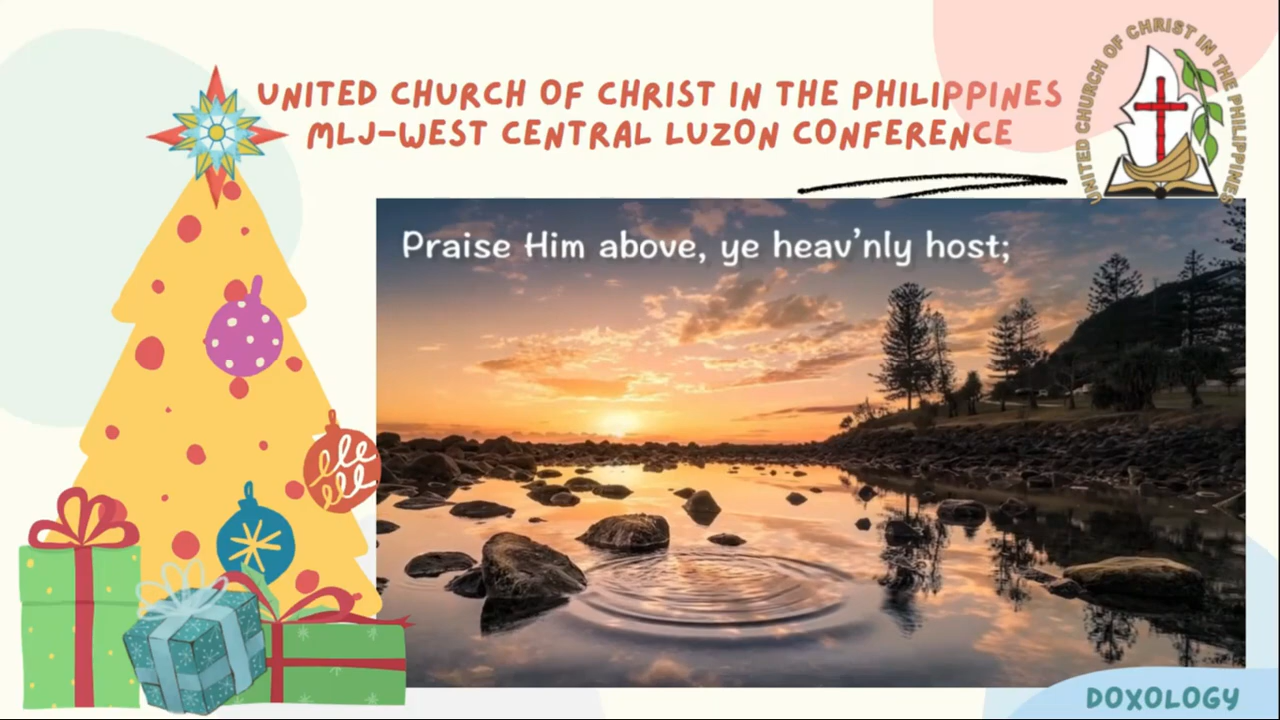 UNITED CHURCH OF CHRIST IN THE PHILIPPINES
MLJ-WEST CENTRAL LUZON CONFERENCE
UNITED CHURCH OF CHRIST IN THE PHILIPPINES
Praise Him above, ye heav'nly host;
DOXOLOGY